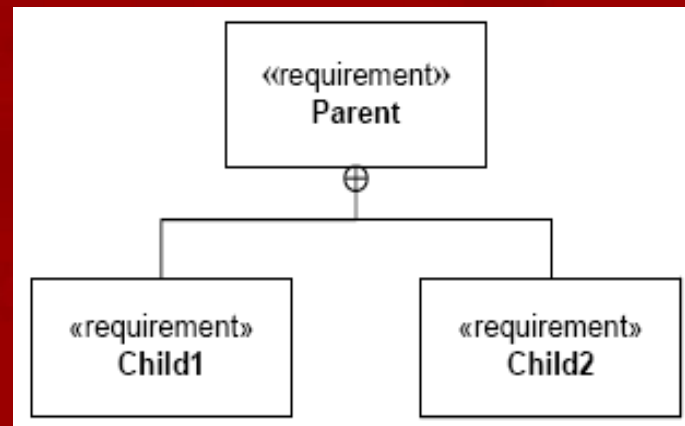 «requirement»
Parent
«requirement»
Child1
«requirement»
Child2